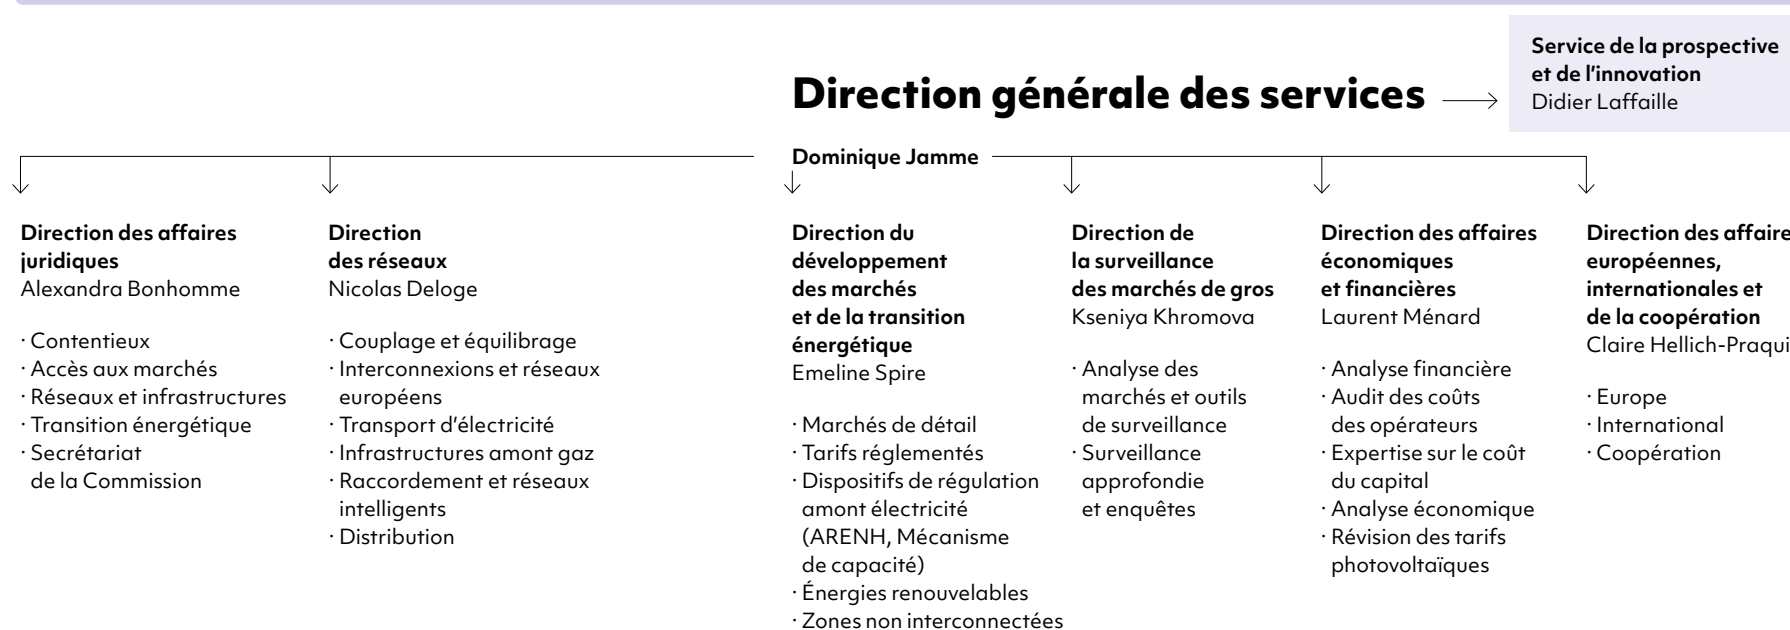 Service de la prospective
et de l'innovation
Didier Laffaille
Direction générale des services
Dominique Jamme
Direction des affaires
juridiques
Alexandra Bonhomme
· Contentieux
· Accès aux marchés
· Réseaux et infrastructures
· Transition énergétique
· Secrétariat
de la Commission
Direction
des réseaux
Nicolas Deloge
· Couplage et équilibrage
· Interconnexions et réseaux
européens
· Transport d'électricité
· Infrastructures amont gaz
· Raccordement et réseaux
intelligents
· Distribution
Direction du
développement
des marchés
et de la transition
énergétique
Emeline Spire
· Marchés de détail
· Tarifs réglementés
· Dispositifs de régulation
amont électricité
(ARENH, Mécanisme
de capacité)
· Énergies renouvelables
· Zones non interconnectées
Direction de
la surveillance
des marchés de gros
Kseniya Khromova
· Analyse des
marchés et outils
de surveillance
· Surveillance
approfondie
et enquêtes
Direction des affaires
économiques
et financières
Laurent Ménard
· Analyse financière
· Audit des coûts
des opérateurs
· Expertise sur le coût
du capital
· Analyse économique
· Révision des tarifs
photovoltaïques
Direction des affaire
européennes,
internationales et
de la coopération
Claire Hellich-Praqui
· Europe
· International
· Coopération